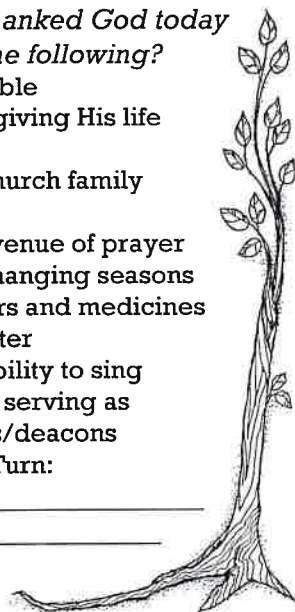 anked God today
ne following?
ble
giving His life
hurch family
venue of prayer
hanging seasons
rs and medicines
ter
bility to sing
serving as
s/deacons
Turn: